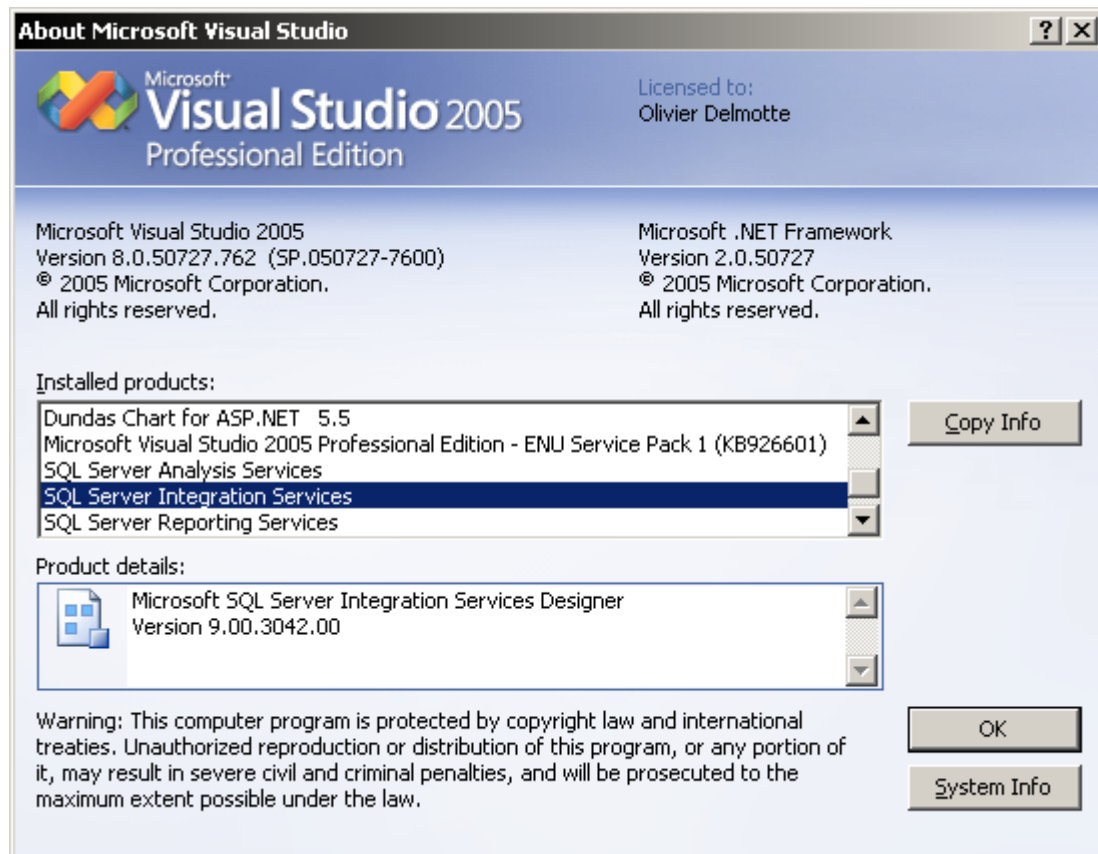 About Microsoft Visual Studio
Microsoft
Visual Studio 2005
Professional Edition
Licensed to:
Olivier Delmotte
Microsoft Visual Studio 2005
Version 8.0.50727.762 (SP.050727-7600)
© 2005 Microsoft Corporation.
All rights reserved.
Microsoft .NET Framework
Version 2.0.50727
© 2005 Microsoft Corporation.
All rights reserved.
Installed products:
Dundas Chart for ASP.NET 5.5
Microsoft Visual Studio 2005 Professional Edition - ENU Service Pack 1 (KB926601)
SQL Server Analysis Services
SQL Server Integration Services
SQL Server Reporting Services
Copy Info
Product details:
Microsoft SQL Server Integration Services Designer
Version 9.00.3042.00
Warning: This computer program is protected by copyright law and international
treaties. Unauthorized reproduction or distribution of this program, or any portion of
it, may result in severe civil and criminal penalties, and will be prosecuted to the
maximum extent possible under the law.
OK
System Info